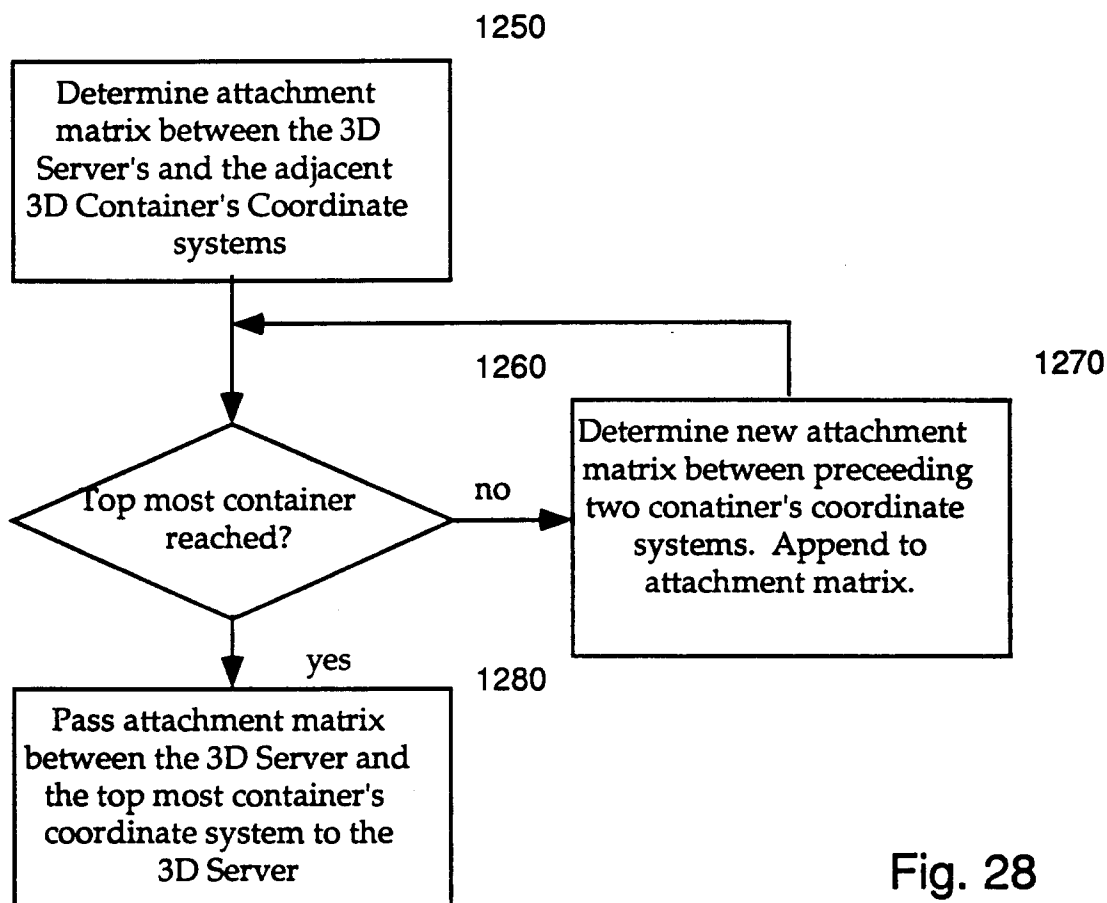 1250
Determine attachment
matrix between the 3D
Server's and the adjacent
3D Container's Coordinate
systems
1260
Top most container
reached?
no
1270
Determine new attachment
matrix between preceeding
two conatiner's coordinate
systems. Append to
attachment matrix.
yes
1280
Pass attachment matrix
between the 3D Server and
the top most container's
coordinate system to the
3D Server
Fig. 28